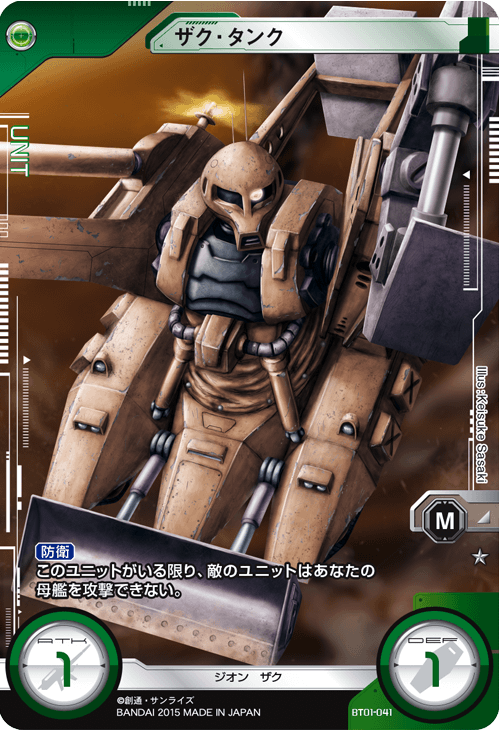 ザク・タンク
UNIT
Illus:Keisuke Sasaki
M
防衛
このユニットがいる限り、敵のユニットはあなたの
母艦を攻撃できない。
ATK
1
DEF
1
ジオン　ザク
©創通・サンライズ
BANDAI 2015 MADE IN JAPAN
BT01-041